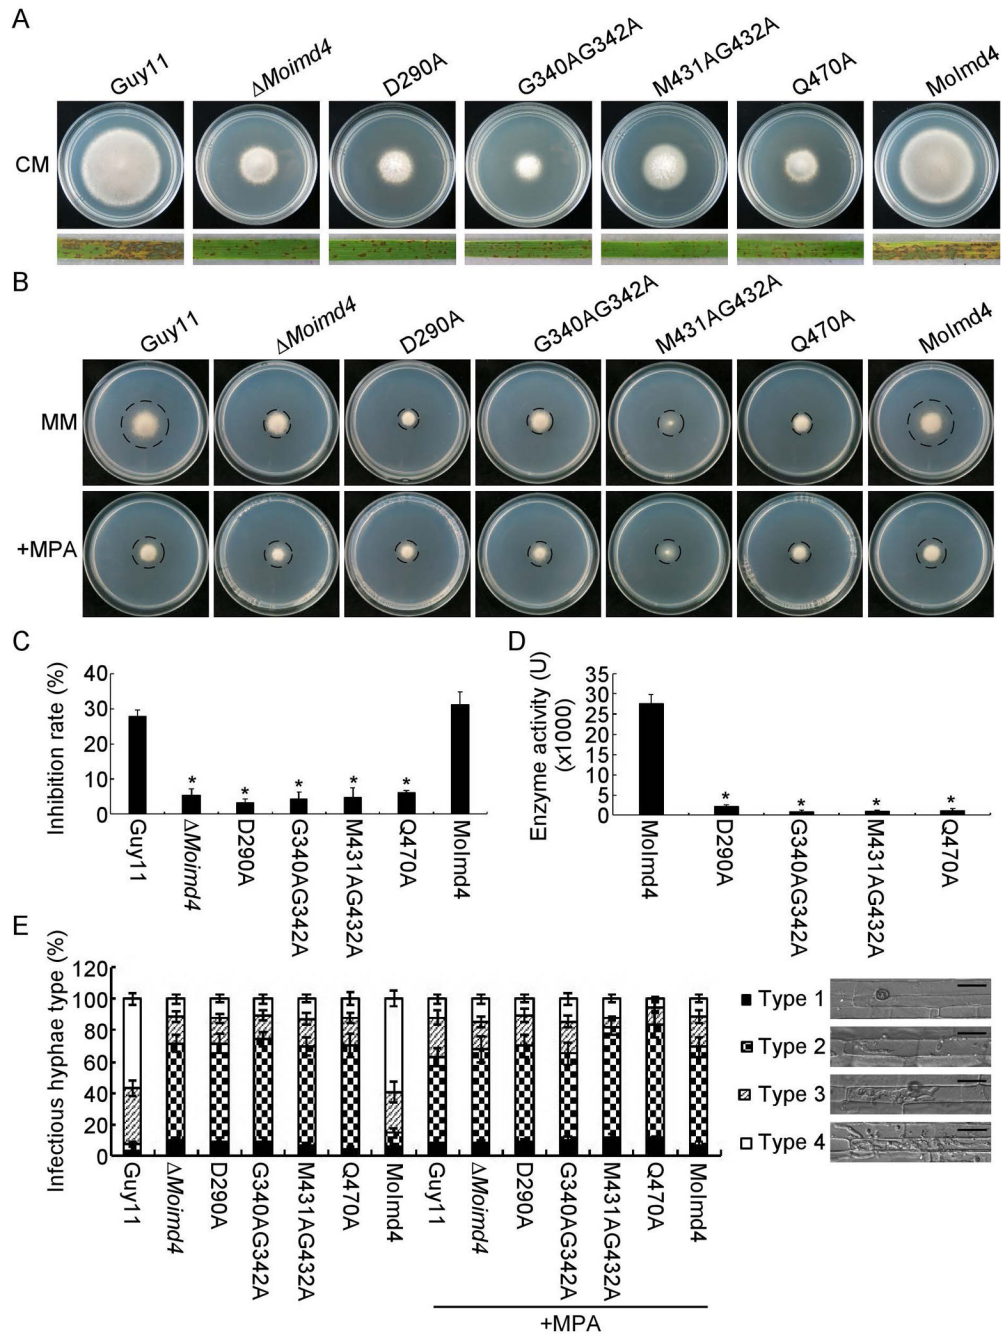 A
Guy11 ΔMoimd4 D290A G340AG342A M431AG432A Q470A MoImd4
CM
B
Guy11 ΔMoimd4 D290A G340AG342A M431AG432A Q470A MoImd4
MM
+MPA
C
Inhibition rate (%)
40
30
20
10
0
* * * * *
Guy11 ΔMoimd4 D290A G340AG342A M431AG432A Q470A MoImd4
D
Enzyme activity (U)
(x1000)
35
30
25
20
15
10
5
0
* * * *
MoImd4 D290A G340AG342A M431AG432A Q470A
E
Infectious hyphae type (%)
120
100
80
60
40
20
0
Guy11 ΔMoimd4 D290A G340AG342A M431AG432A Q470A MoImd4 Guy11 ΔMoimd4 D290A G340AG342A M431AG432A Q470A MoImd4
+MPA
Type 1
Type 2
Type 3
Type 4